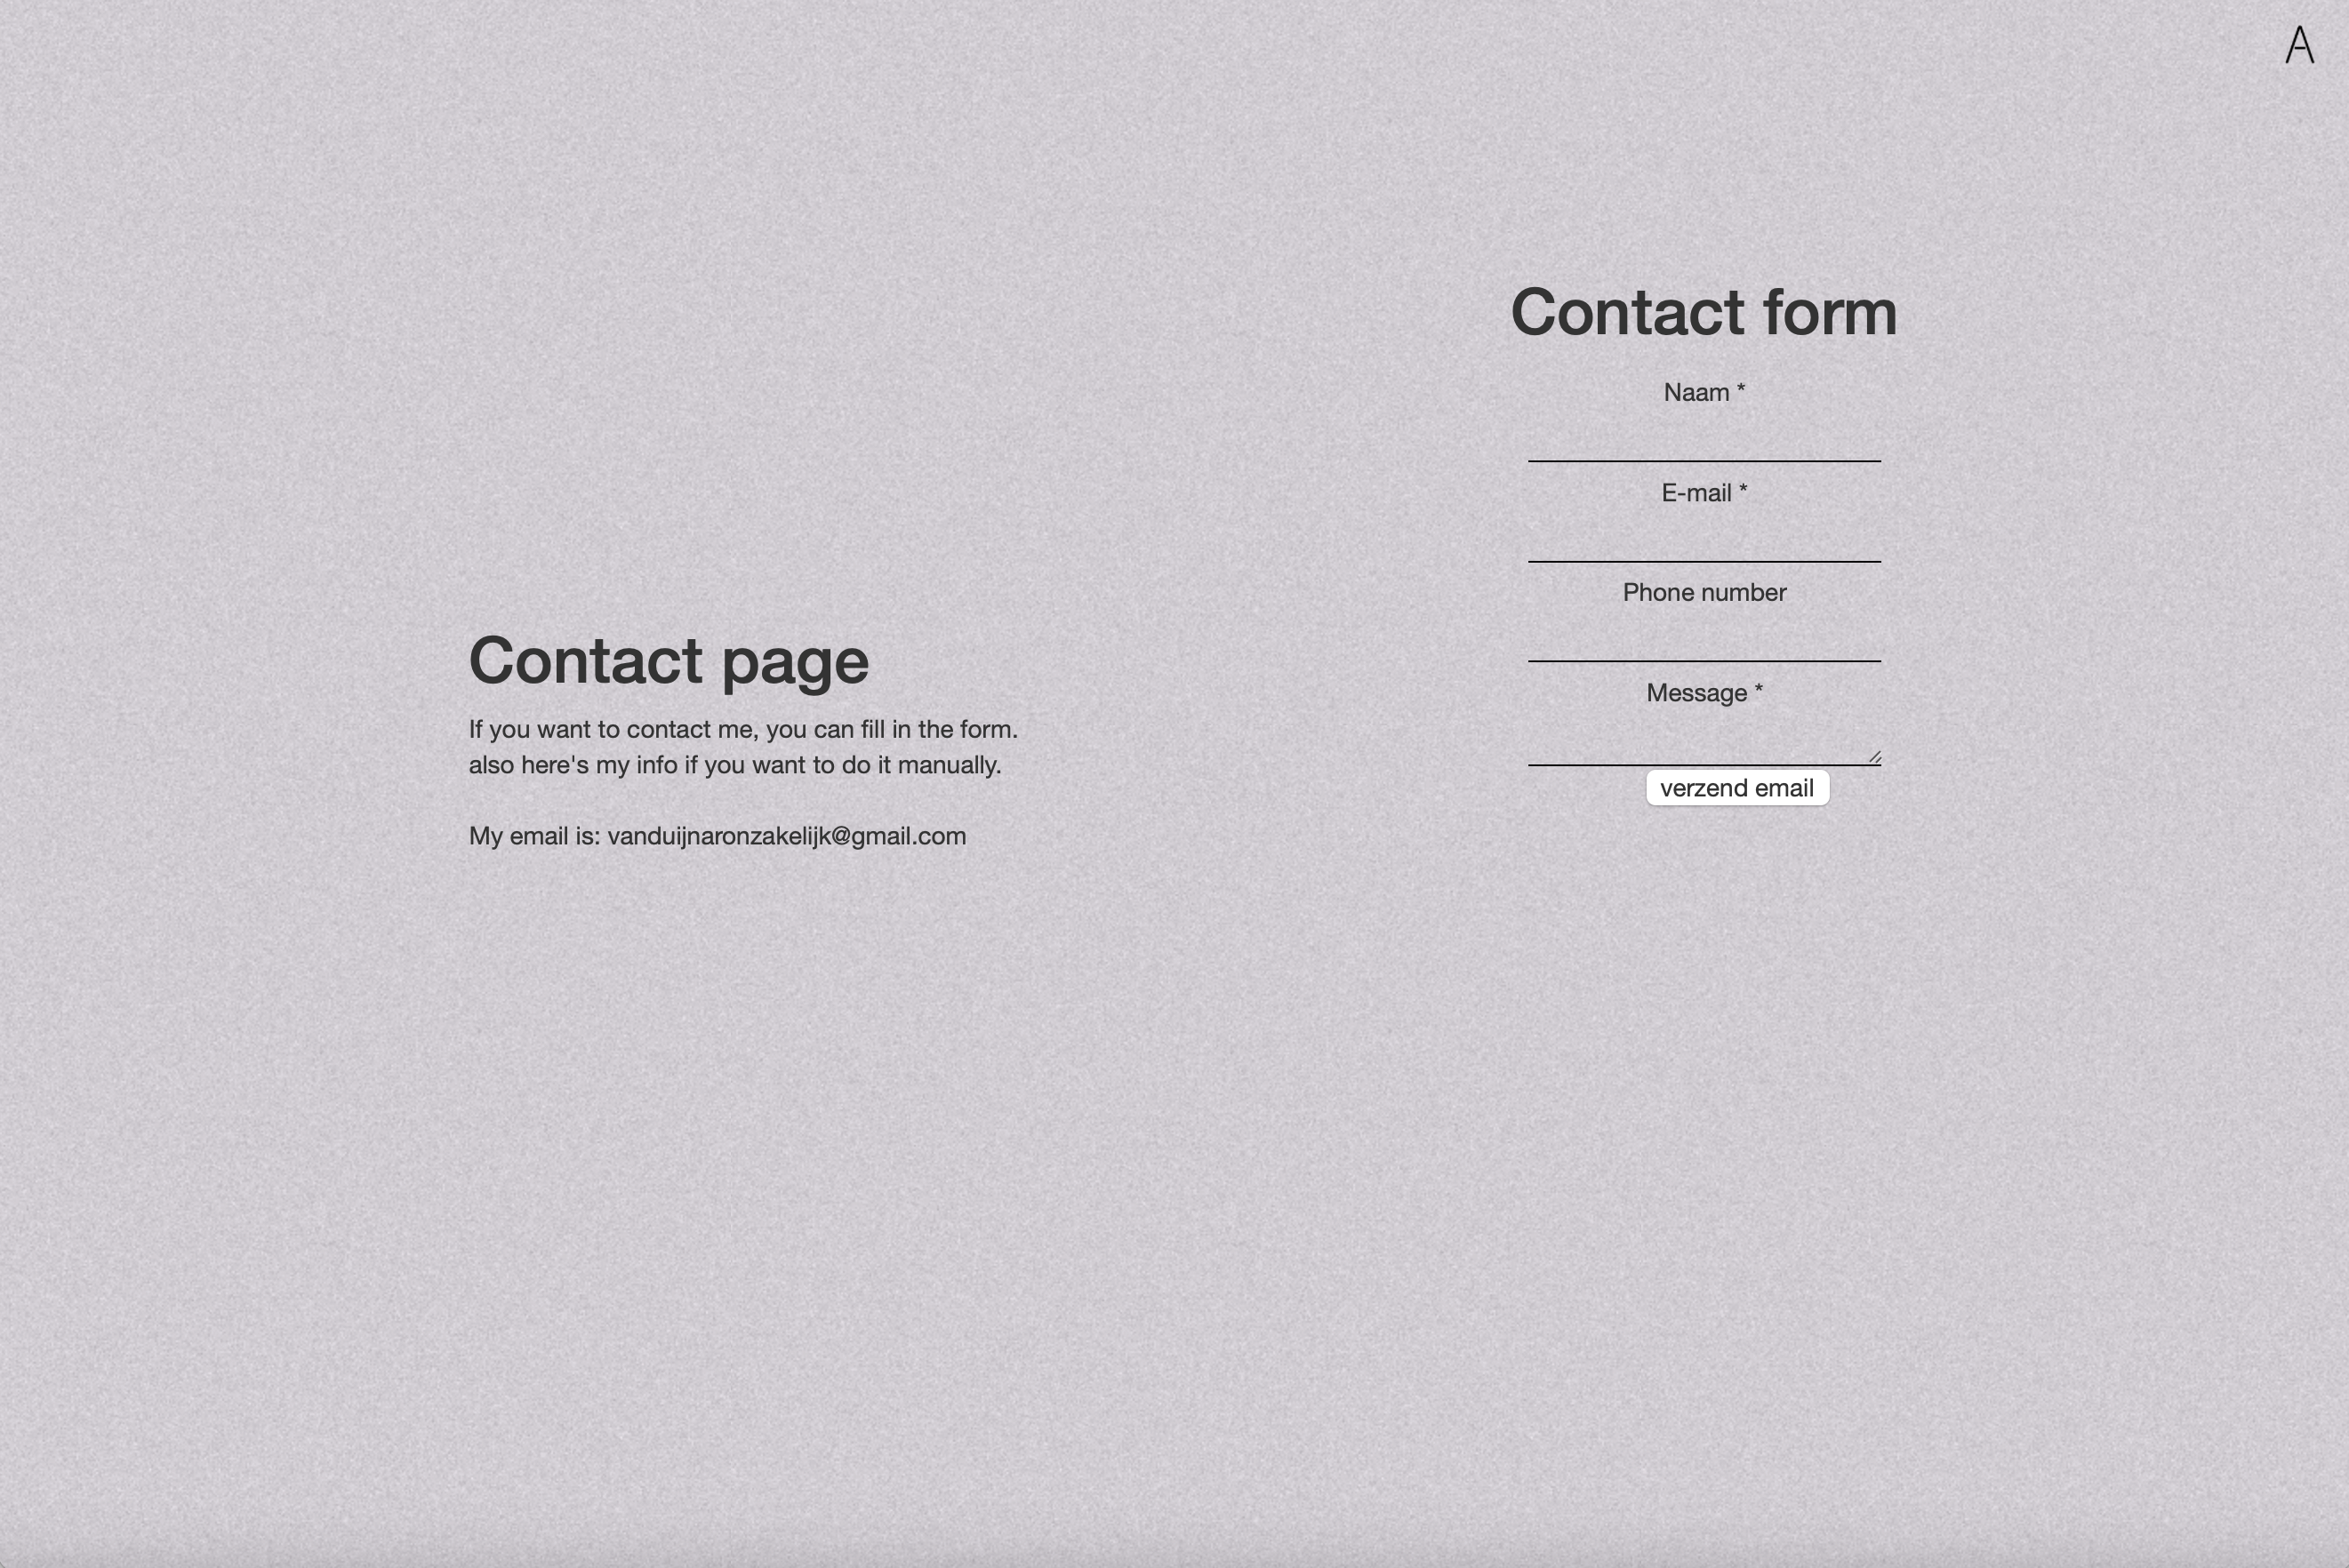 A
Contact page
If you want to contact me, you can fill in the form.
also here's my info if you want to do it manually.
My email is: vanduijnaronzakelijk@gmail.com
Contact form
Naam *
E-mail *
Phone number
Message *
verzend email